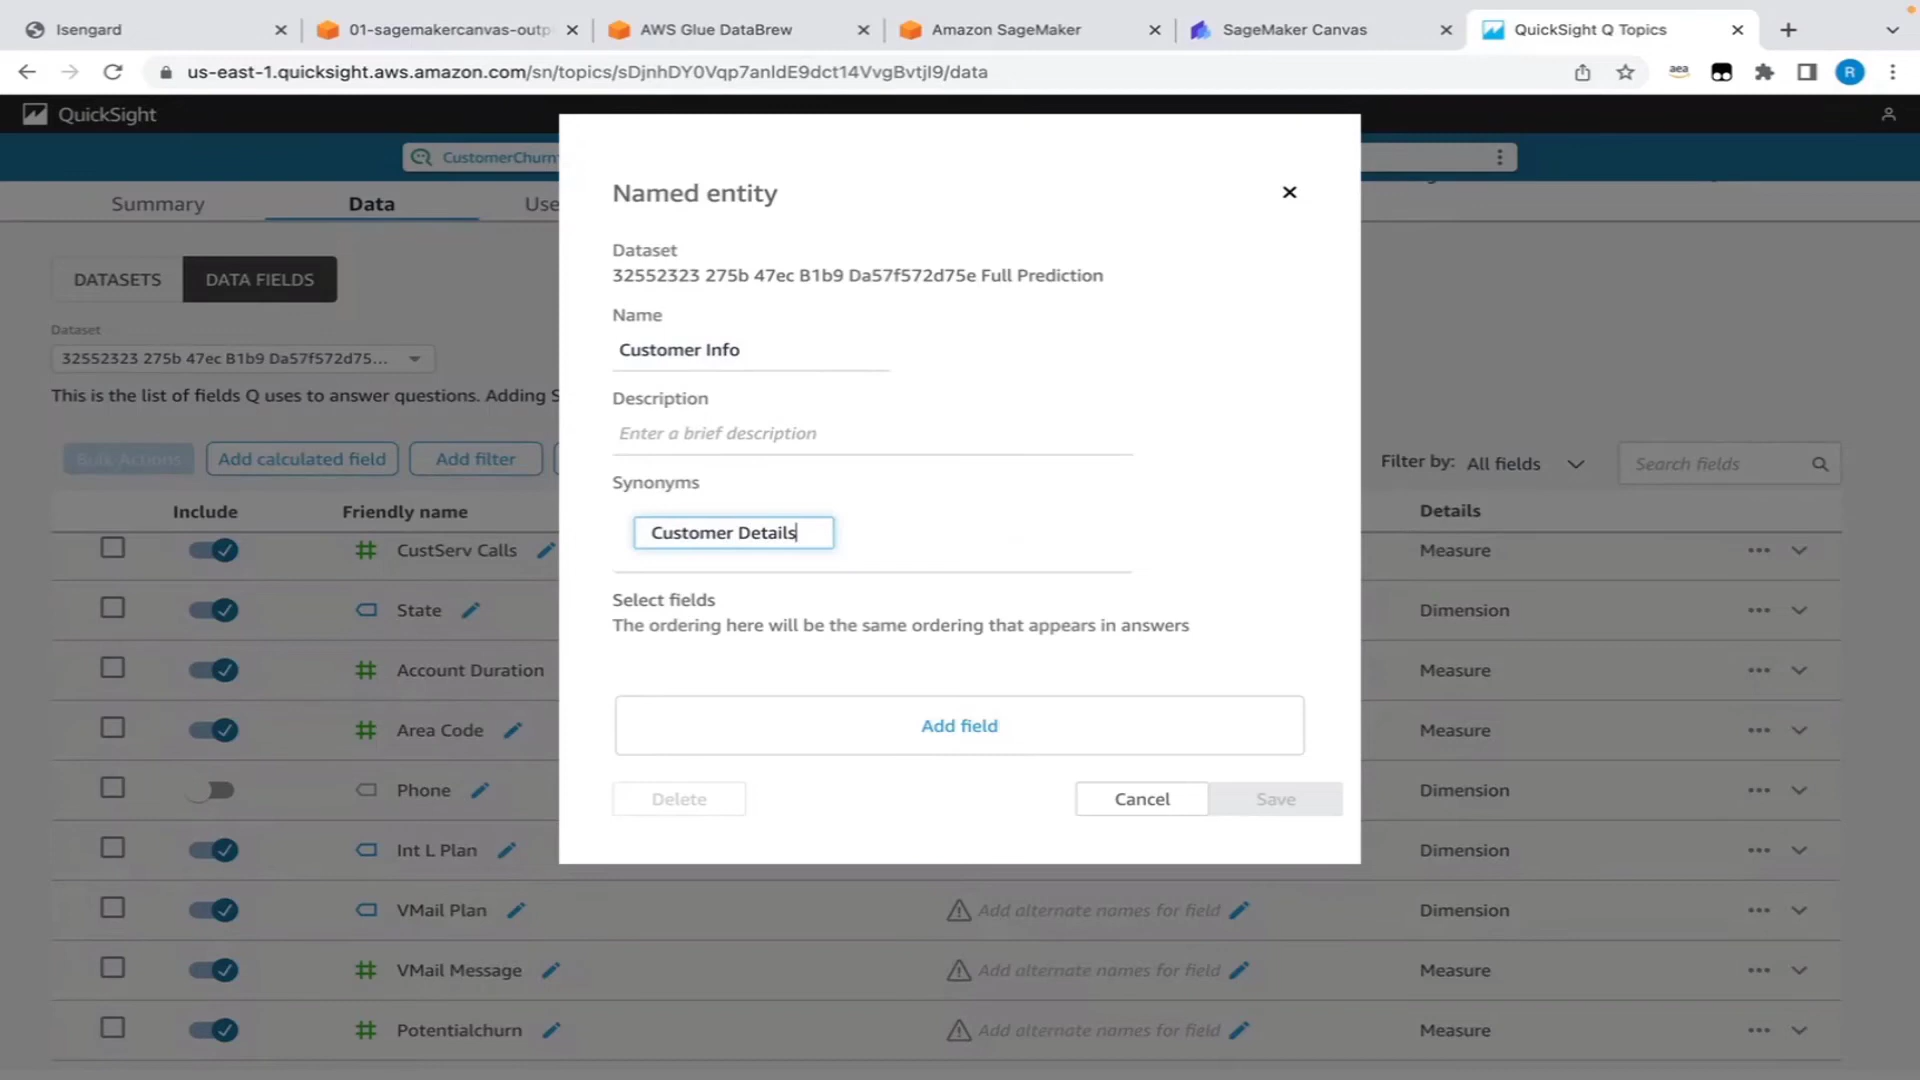 Isengard
01-sagemakercanvas-outp
AWS Glue DataBrew
Amazon SageMaker
SageMaker Canvas
QuickSight Q Topics
us-east-1.quicksight.aws.amazon.com/sn/topics/sDjnhDY0Vqp7anIdE9dct14VvgBvtjI9/data
aea
R
QuickSight
CustomerChurn
Summary
Data
Use
DATASETS
DATA FIELDS
Dataset
32552323 275b 47ec B1b9 Da57f572d75...
This is the list of fields Q uses to answer questions. Adding S
Bulk Actions
Add calculated field
Add filter
Filter by:
All fields
Search fields
Include
Friendly name
Details
CustServ Calls
Measure
State
Dimension
Account Duration
Measure
Area Code
Measure
Phone
Dimension
Int L Plan
Dimension
VMail Plan
Add alternate names for field
Dimension
VMail Message
Add alternate names for field
Measure
Potentialchurn
Add alternate names for field
Measure
Named entity
Dataset
32552323 275b 47ec B1b9 Da57f572d75e Full Prediction
Name
Customer Info
Description
Enter a brief description
Synonyms
Customer Details
Select fields
The ordering here will be the same ordering that appears in answers
Add field
Delete
Cancel
Save